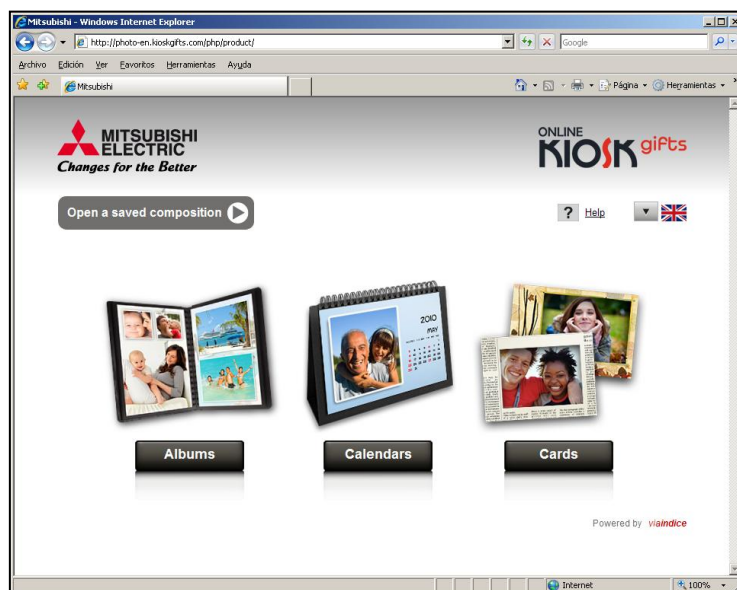 Mitsubishi - Windows Internet Explorer
http://photo-en.kioskgifts.com/php/product/
Google
Archivo Edición Ver Favoritos Herramientas Ayuda
Mitsubishi
Página
Herramientas
MITSUBISHI
ELECTRIC
Changes for the Better
ONLINE
KIOSK gifts
Open a saved composition
? Help
2010
MAY
Albums
Calendars
Cards
Powered by viaindice
Internet
100%